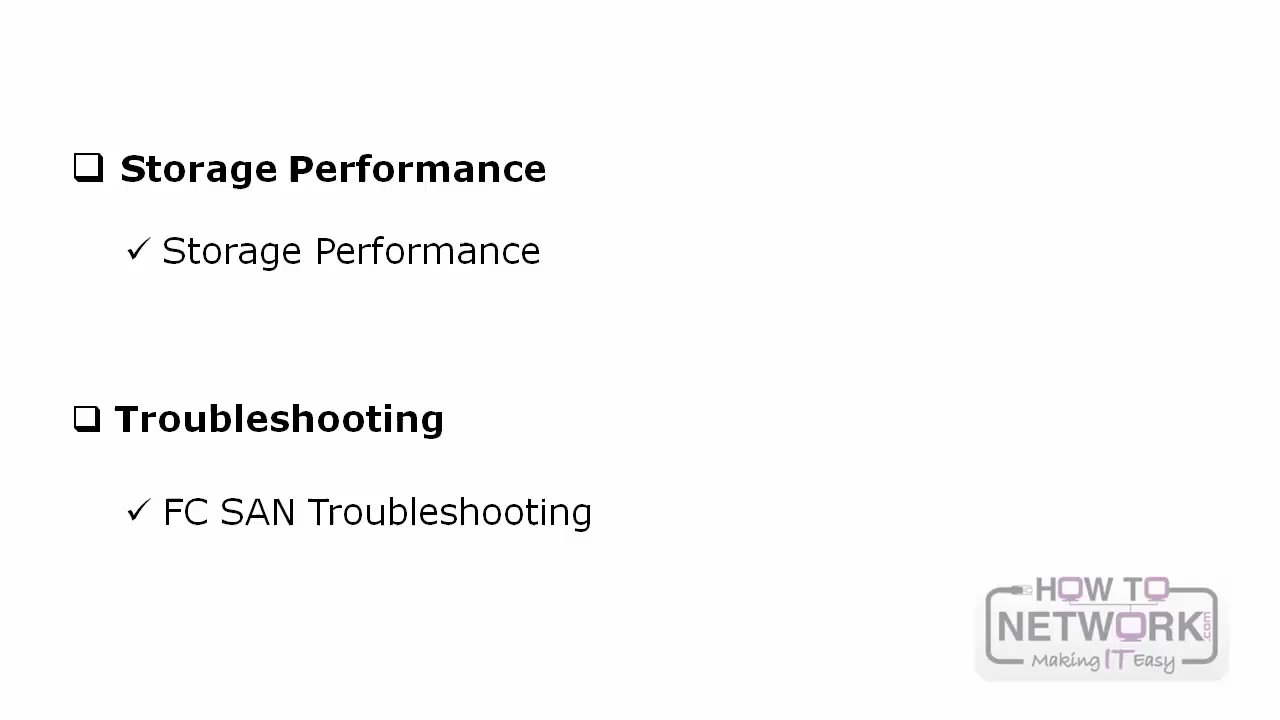 Storage Performance
Storage Performance
Troubleshooting
FC SAN Troubleshooting
HOW TO
NETWORK.com
Making IT Easy